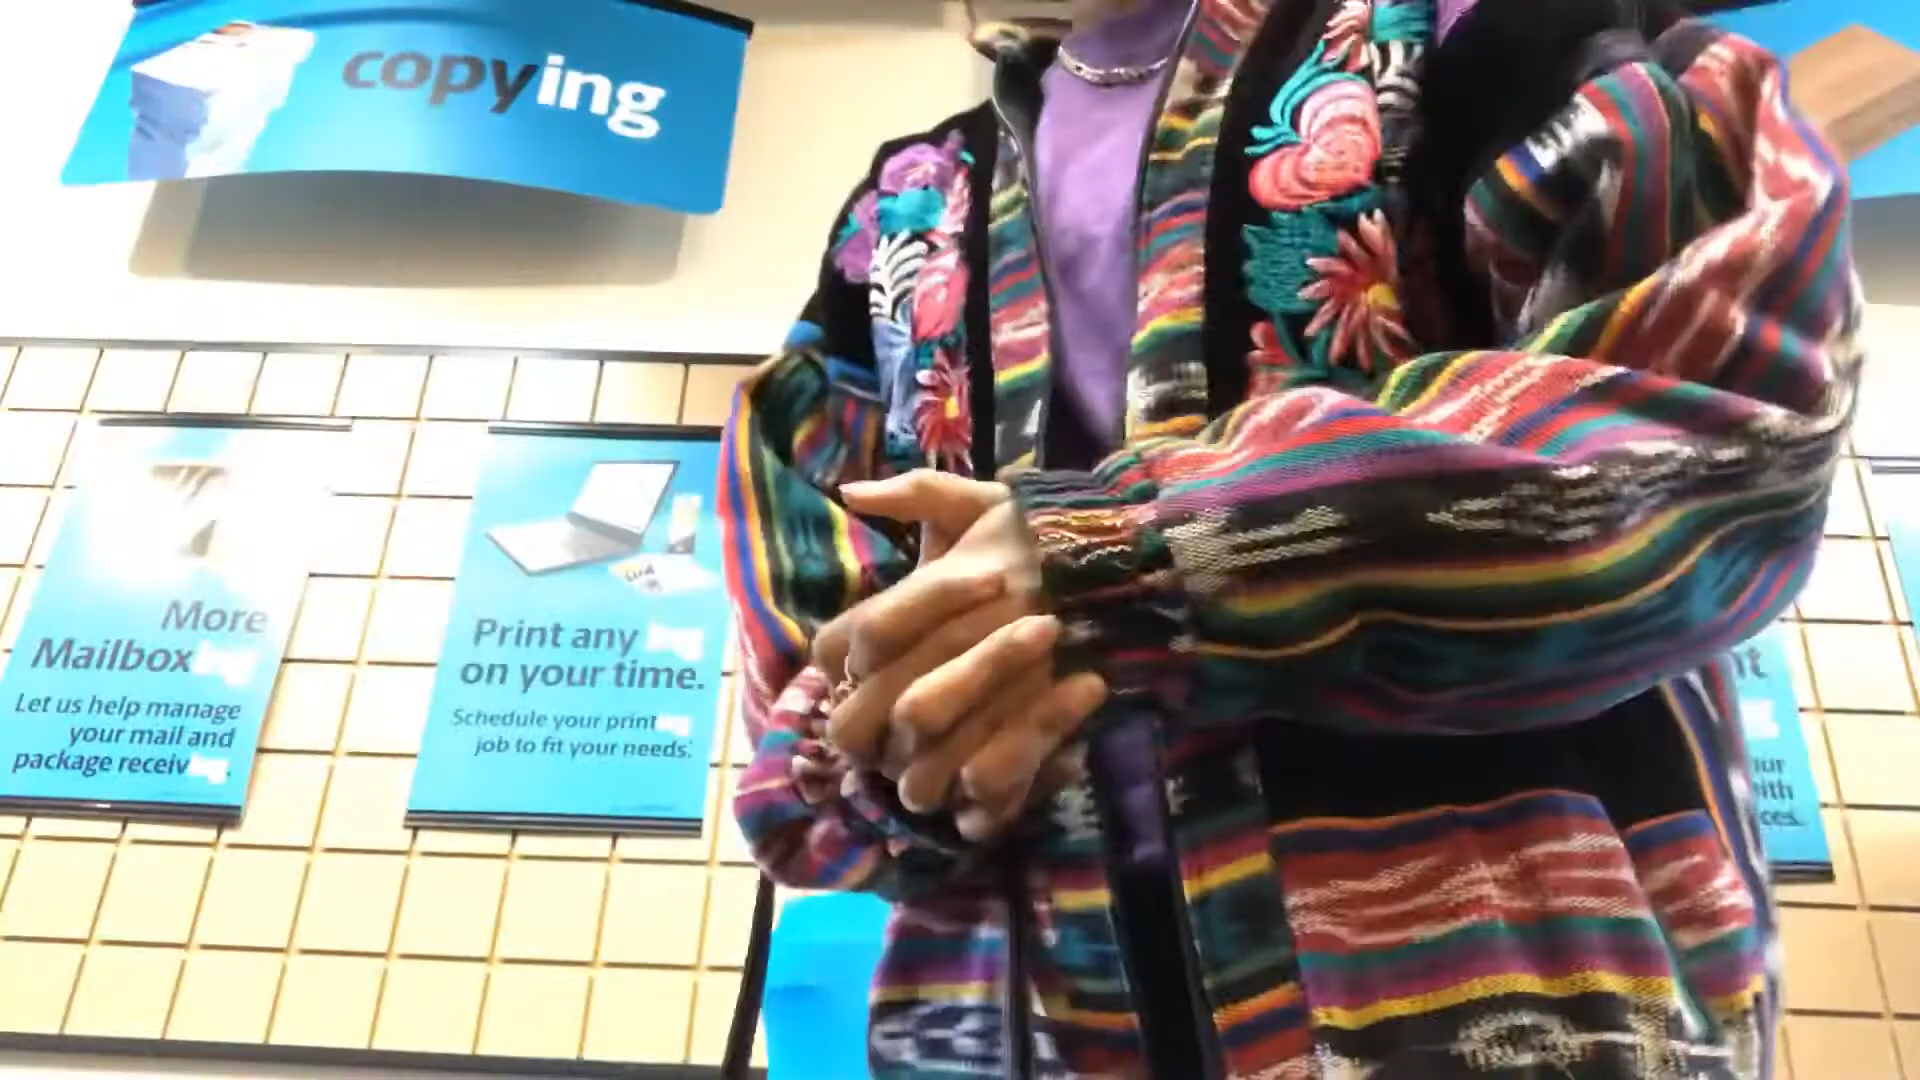 copying
More
Mailbox
Let us help manage
your mail and
package receiv
Print any
on your time.
Schedule your print
job to fit your needs.
ces.